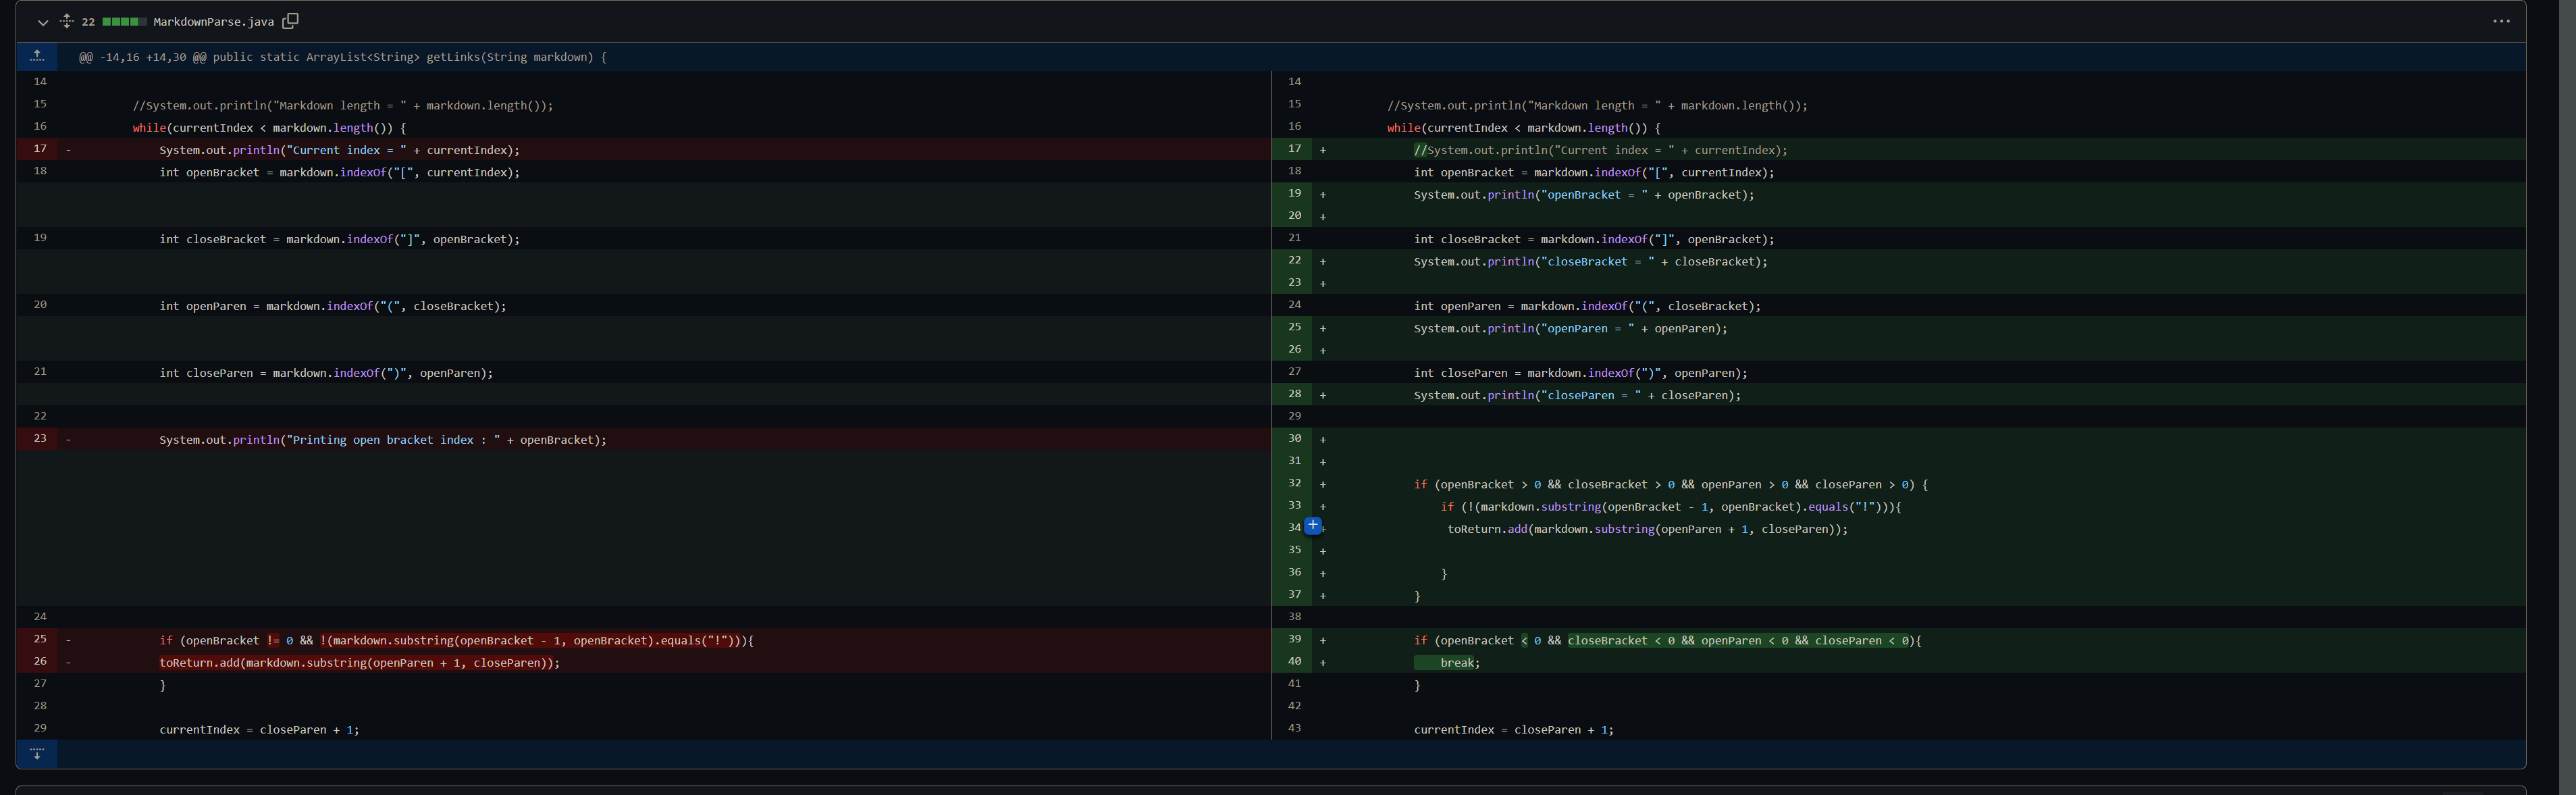 22 MarkdownParse.java
@@ -14,16 +14,30 @@ public static ArrayList<String> getLinks(String markdown) {
14
15 //System.out.println("Markdown length = " + markdown.length());
16 while(currentIndex < markdown.length()) {
17 - System.out.println("Current index = " + currentIndex);
18 int openBracket = markdown.indexOf("[", currentIndex);
19 int closeBracket = markdown.indexOf("]", openBracket);
20 int openParen = markdown.indexOf("(", closeBracket);
21 int closeParen = markdown.indexOf(")", openParen);
22
23 - System.out.println("Printing open bracket index : " + openBracket);
24
25 - if (openBracket != 0 && !(markdown.substring(openBracket - 1, openBracket).equals("!"))){
26 - toReturn.add(markdown.substring(openParen + 1, closeParen));
27 }
28
29 currentIndex = closeParen + 1;
14
15 //System.out.println("Markdown length = " + markdown.length());
16 while(currentIndex < markdown.length()) {
17 + //System.out.println("Current index = " + currentIndex);
18 int openBracket = markdown.indexOf("[", currentIndex);
19 + System.out.println("openBracket = " + openBracket);
20 +
21 int closeBracket = markdown.indexOf("]", openBracket);
22 + System.out.println("closeBracket = " + closeBracket);
23 +
24 int openParen = markdown.indexOf("(", closeBracket);
25 + System.out.println("openParen = " + openParen);
26 +
27 int closeParen = markdown.indexOf(")", openParen);
28 + System.out.println("closeParen = " + closeParen);
29
30 +
31 +
32 + if (openBracket > 0 && closeBracket > 0 && openParen > 0 && closeParen > 0) {
33 + if (!(markdown.substring(openBracket - 1, openBracket).equals("!"))){
34 + toReturn.add(markdown.substring(openParen + 1, closeParen));
35 +
36 + }
37 + }
38
39 + if (openBracket < 0 && closeBracket < 0 && openParen < 0 && closeParen < 0){
40 + break;
41 }
42
43 currentIndex = closeParen + 1;